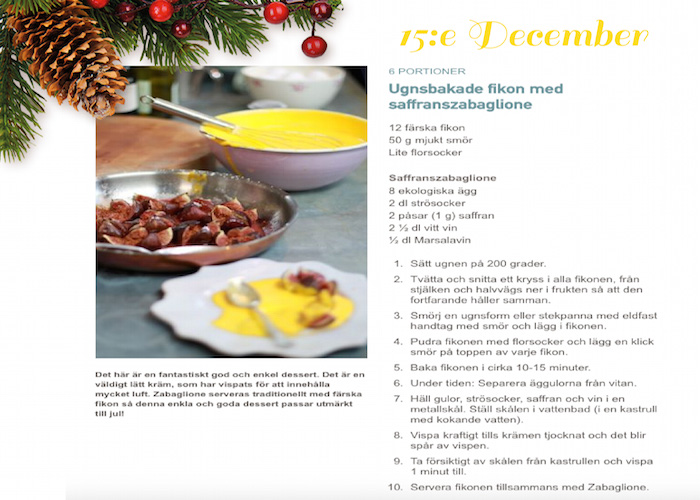 15:e December
6 PORTIONER
Ugnsbakade fikon med
saffranszabaglione
12 färska fikon
50 g mjukt smör
Lite florsocker
Saffranszabaglione
8 ekologiska ägg
2 dl strösocker
2 påsar (1 g) saffran
2 ½ dl vitt vin
½ dl Marsalavin
1. Sätt ugnen på 200 grader.
2. Tvätta och snitta ett kryss i alla fikonen, från
stjälken och halvvägs ner i frukten så att den
fortfarande håller samman.
3. Smörj en ugnsform eller stekpanna med eldfast
handtag med smör och lägg i fikonen.
4. Pudra fikonen med florsocker och lägg en klick
smör på toppen av varje fikon.
5. Baka fikonen i cirka 10-15 minuter.
6. Under tiden: Separera äggulorna från vitan.
7. Häll gulor, strösocker, saffran och vin i en
metallskål. Ställ skålen i vattenbad (i en kastrull
med kokande vatten).
8. Vispa kraftigt tills krämen tjocknat och det blir
spår av vispen.
9. Ta försiktigt av skålen från kastrullen och vispa
1 minut till.
10. Servera fikonen tillsammans med Zabaglione.
Det här är en fantastiskt god och enkel dessert. Det är en
väldigt lätt kräm, som har vispats för att innehålla
mycket luft. Zabaglione serveras traditionellt med färska
fikon så denna enkla och goda dessert passar utmärkt
till jul!